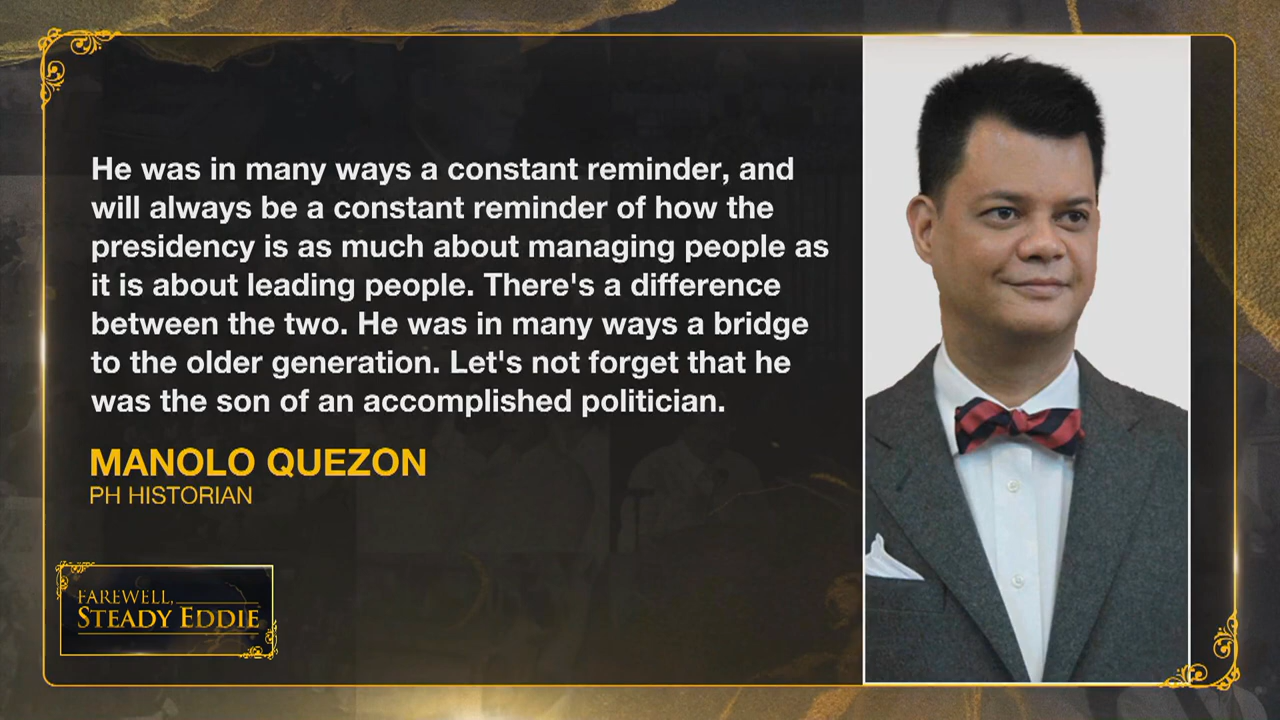 He was in many ways a constant reminder, and
will always be a constant reminder of how the
presidency is as much about managing people as
it is about leading people. There's a difference
between the two. He was in many ways a bridge
to the older generation. Let's not forget that he
was the son of an accomplished politician.
MANOLO QUEZON
PH HISTORIAN
FAREWELL,
STEADY EDDIE